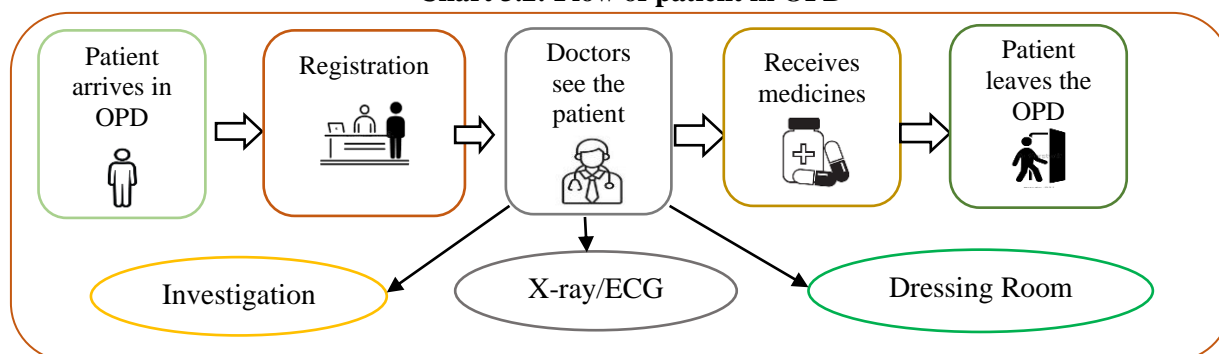 Patient
arrives in
OPD
Registration
Doctors
see the
patient
Receives
medicines
Patient
leaves the
OPD
Investigation
X-ray/ECG
Dressing Room